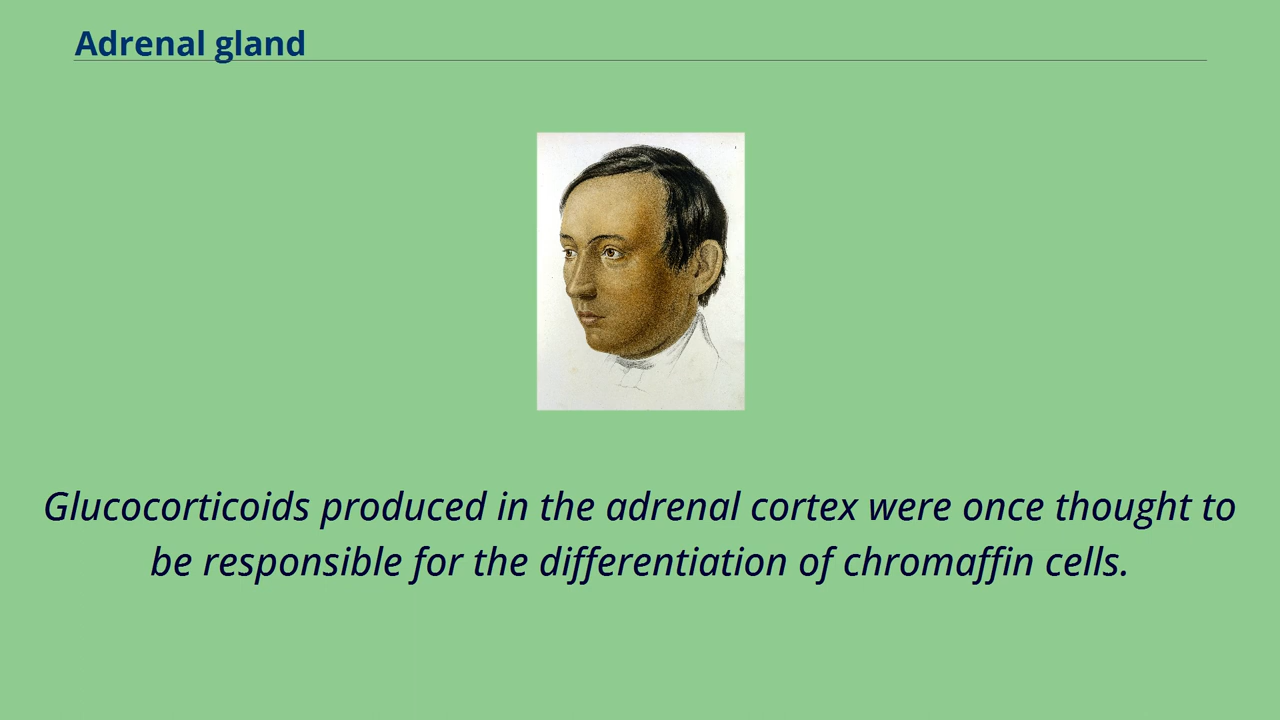 Adrenal gland
Glucocorticoids produced in the adrenal cortex were once thought to
be responsible for the differentiation of chromaffin cells.